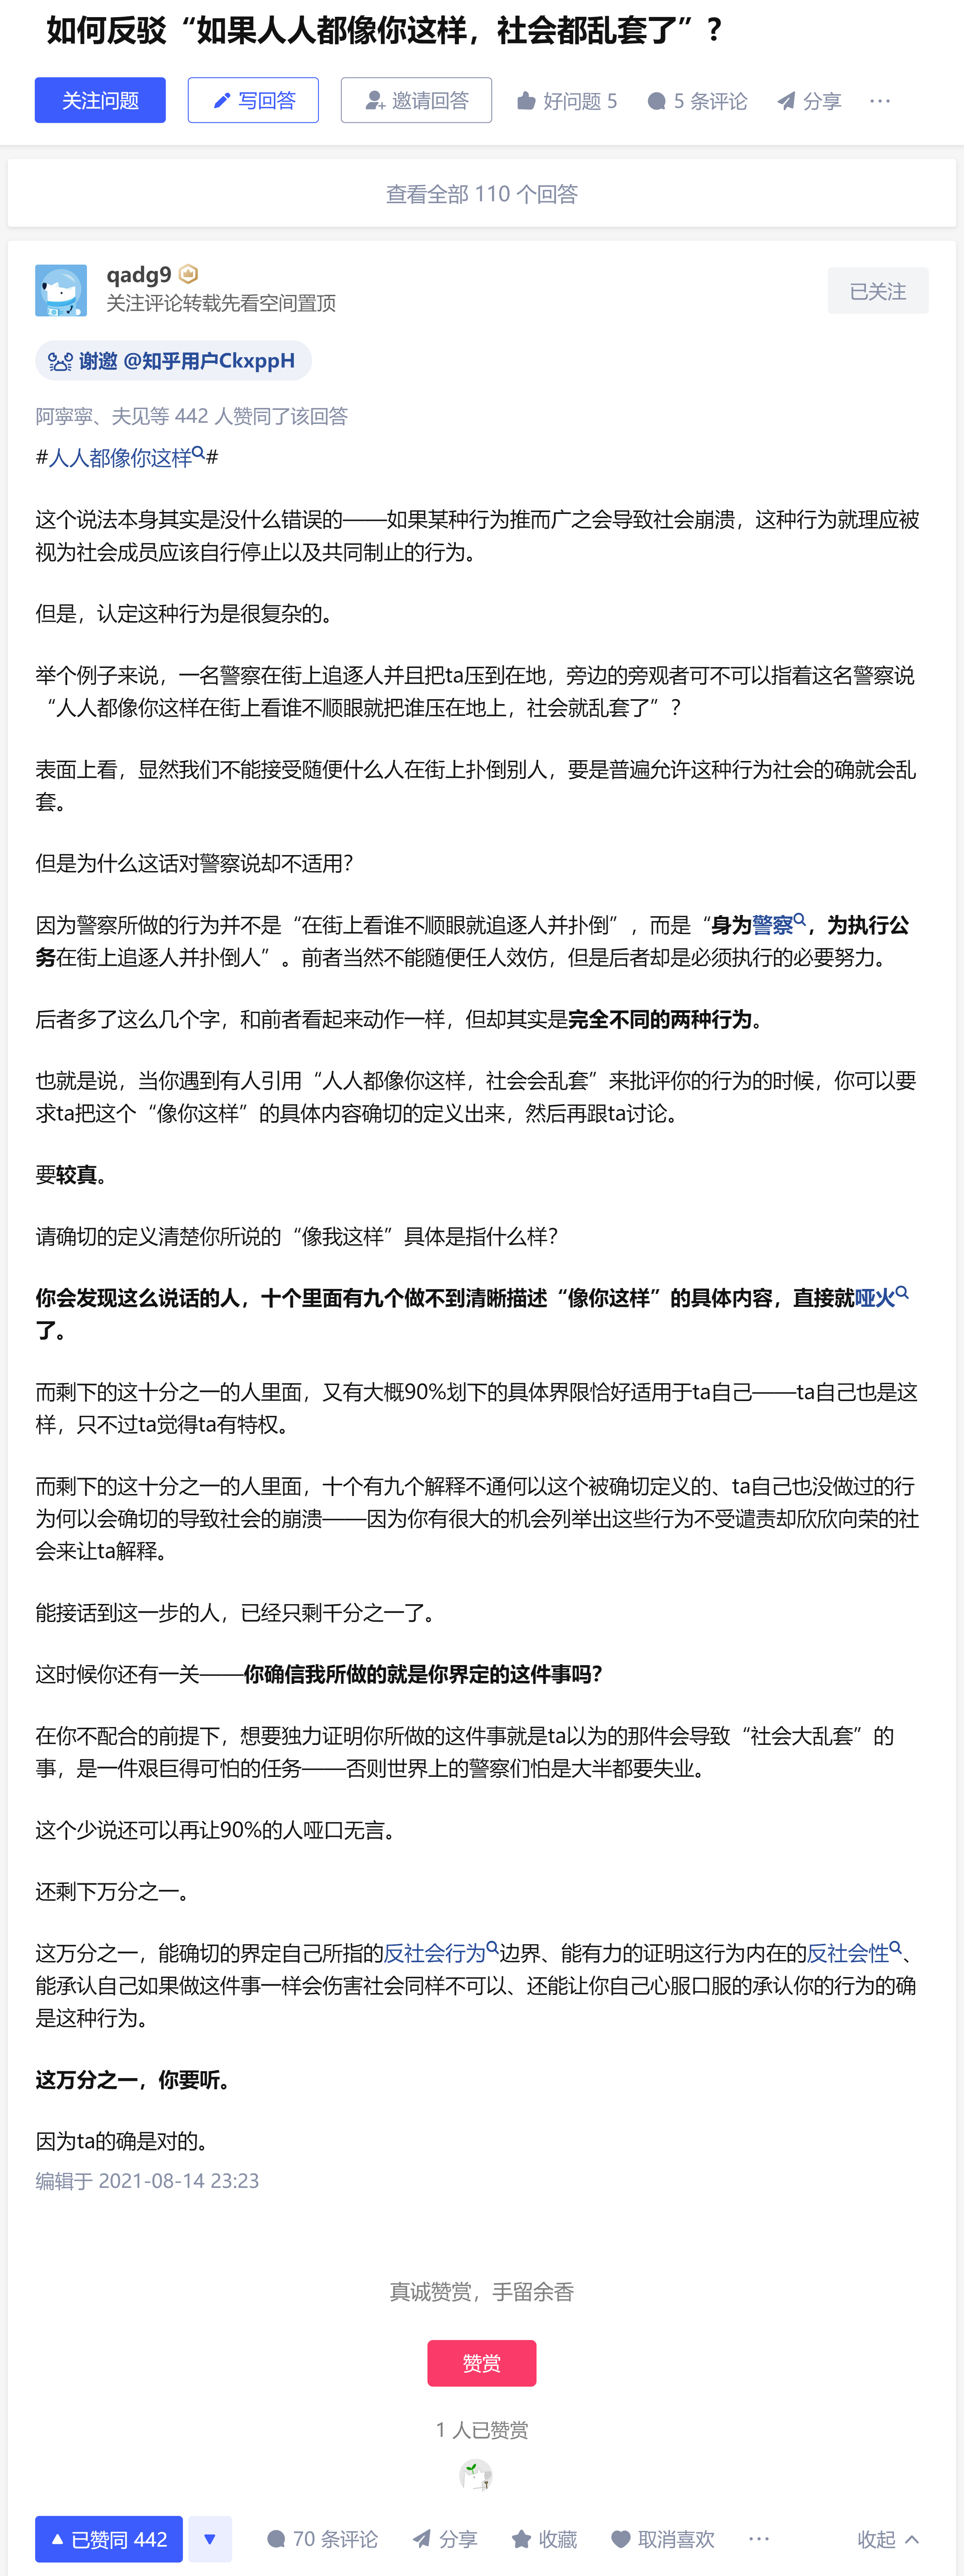 如何反驳“如果人人都像你这样，社会都乱套了”？
关注问题 写回答 邀请回答 好问题 5 5 条评论 分享 ···
查看全部 110 个回答
qadg9
关注评论转载先看空间置顶
已关注
谢邀 @知乎用户CkxppH
阿寧寧、夫见等 442 人赞同了该回答
#人人都像你这样#
这个说法本身其实是没什么错误的——如果某种行为推而广之会导致社会崩溃，这种行为就理应被
视为社会成员应该自行停止以及共同制止的行为。
但是，认定这种行为是很复杂的。
举个例子来说，一名警察在街上追逐人并且把ta压到在地，旁边的旁观者可不可以指着这名警察说
“人人都像你这样在街上看谁不顺眼就把谁压在地上，社会就乱套了”？
表面上看，显然我们不能接受随便什么人在街上扑倒别人，要是普遍允许这种行为社会的确就会乱
套。
但是为什么这话对警察说却不适用？
因为警察所做的行为并不是“在街上看谁不顺眼就追逐人并扑倒”，而是“身为警察，为执行公
务在街上追逐人并扑倒人”。前者当然不能随便任人效仿，但是后者却是必须执行的必要努力。
后者多了这么几个字，和前者看起来动作一样，但却其实是完全不同的两种行为。
也就是说，当你遇到有人引用“人人都像你这样，社会会乱套”来批评你的行为的时候，你可以要
求ta把这个“像你这样”的具体内容确切的定义出来，然后再跟ta讨论。
要较真。
请确切的定义清楚你所说的“像我这样”具体是指什么样？
你会发现这么说话的人，十个里面有九个做不到清晰描述“像你这样”的具体内容，直接就哑火
了。
而剩下的这十分之一的人里面，又有大概90%划下的具体界限恰好适用于ta自己——ta自己也是这
样，只不过ta觉得ta有特权。
而剩下的这十分之一的人里面，十个有九个解释不通何以这个被确切定义的、ta自己也没做过的行
为何以会确切的导致社会的崩溃——因为你有很大的机会列举出这些行为不受谴责却欣欣向荣的社
会来让ta解释。
能接话到这一步的人，已经只剩千分之一了。
这时候你还有一关——你确信我所做的就是你界定的这件事吗？
在你不配合的前提下，想要独力证明你所做的这件事就是ta以为的那件会导致“社会大乱套”的
事，是一件艰巨得可怕的任务——否则世界上的警察们怕是大半都要失业。
这个少说还可以再让90%的人哑口无言。
还剩下万分之一。
这万分之一，能确切的界定自己所指的反社会行为边界、能有力的证明这行为内在的反社会性、
能承认自己如果做这件事一样会伤害社会同样不可以、还能让你自己心服口服的承认你的行为的确
是这种行为。
这万分之一，你要听。
因为ta的确是对的。
编辑于 2021-08-14 23:23
真诚赞赏，手留余香
赞赏
1 人已赞赏
已赞同 442 70 条评论 分享 收藏 取消喜欢 ··· 收起